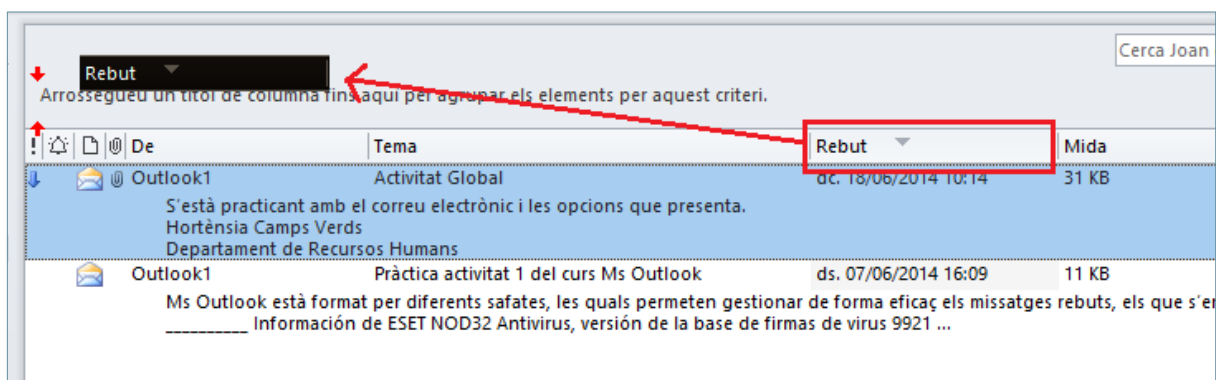 Cerca Joan
Rebut
Arrossegueu un títol de columna fins aquí per agrupar els elements per aquest criteri.
! De Tema Rebut Mida
Outlook1 Activitat Global dc. 18/06/2014 10:14 31 KB
S'està practicant amb el correu electrònic i les opcions que presenta.
Hortènsia Camps Verds
Departament de Recursos Humans
Outlook1 Pràctica activitat 1 del curs Ms Outlook ds. 07/06/2014 16:09 11 KB
Ms Outlook està format per diferents safates, les quals permeten gestionar de forma eficaç els missatges rebuts, els que s'er
__________ Información de ESET NOD32 Antivirus, versión de la base de firmas de virus 9921 ...